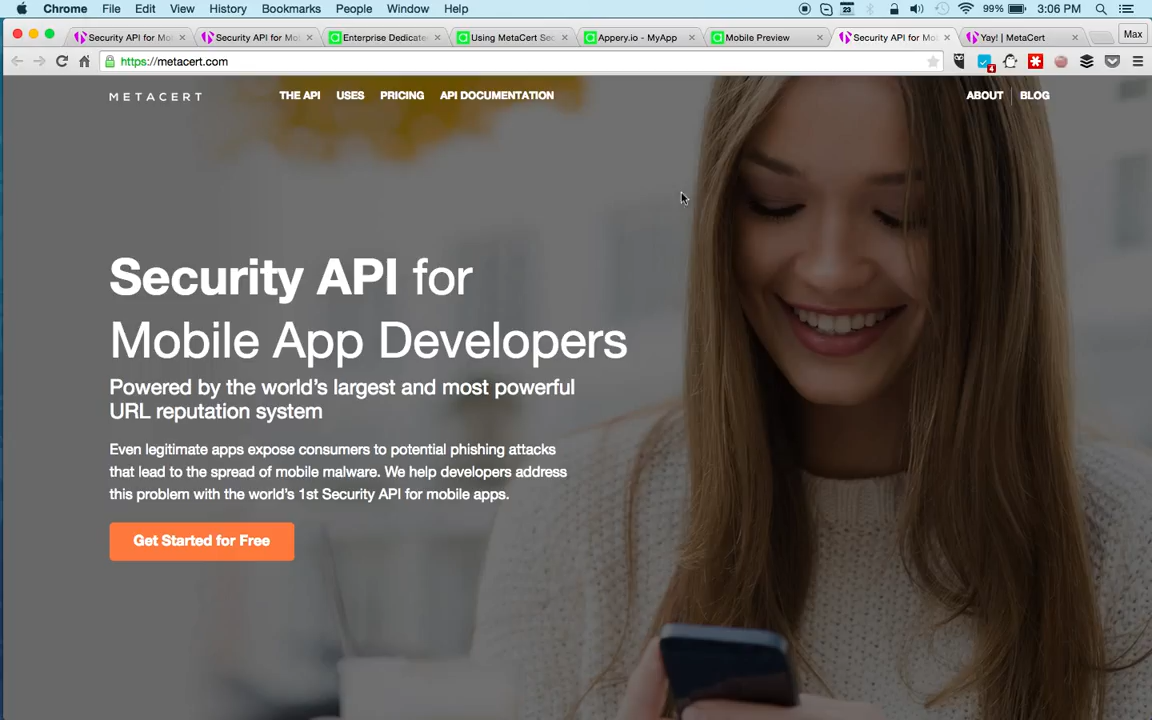 Chrome File Edit View History Bookmarks People Window Help
23 99% 3:06 PM
Security API for Mo
Security API for Mo
Enterprise Dedicate
Using MetaCert Sec
Appery.io - MyApp
Mobile Preview
Security API for Mo
Yay! | MetaCert
Max
https://metacert.com
4
METACERT
THE API USES PRICING API DOCUMENTATION
ABOUT BLOG
Security API for
Mobile App Developers
Powered by the world's largest and most powerful
URL reputation system
Even legitimate apps expose consumers to potential phishing attacks
that lead to the spread of mobile malware. We help developers address
this problem with the world's 1st Security API for mobile apps.
Get Started for Free